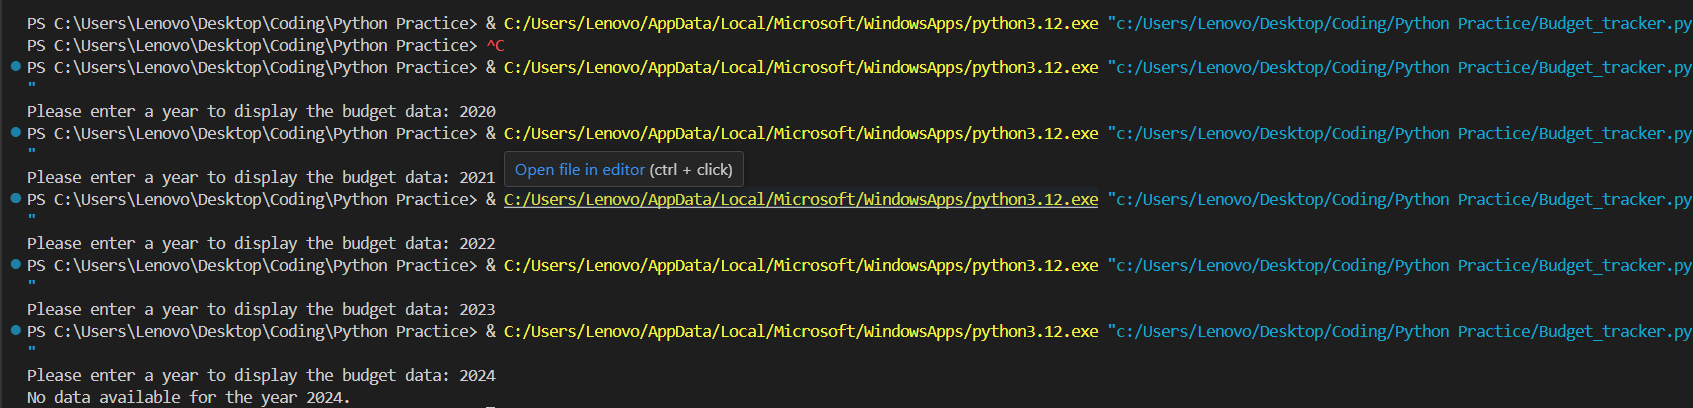 PS C:\Users\Lenovo\Desktop\Coding\Python Practice> & C:/Users/Lenovo/AppData/Local/Microsoft/WindowsApps/python3.12.exe "c:/Users/Lenovo/Desktop/Coding/Python Practice/Budget_tracker.py
PS C:\Users\Lenovo\Desktop\Coding\Python Practice> ^C
PS C:\Users\Lenovo\Desktop\Coding\Python Practice> & C:/Users/Lenovo/AppData/Local/Microsoft/WindowsApps/python3.12.exe "c:/Users/Lenovo/Desktop/Coding/Python Practice/Budget_tracker.py
"
Please enter a year to display the budget data: 2020
PS C:\Users\Lenovo\Desktop\Coding\Python Practice> & C:/Users/Lenovo/AppData/Local/Microsoft/WindowsApps/python3.12.exe "c:/Users/Lenovo/Desktop/Coding/Python Practice/Budget_tracker.py
"
Open file in editor (ctrl + click)
Please enter a year to display the budget data: 2021
PS C:\Users\Lenovo\Desktop\Coding\Python Practice> & C:/Users/Lenovo/AppData/Local/Microsoft/WindowsApps/python3.12.exe "c:/Users/Lenovo/Desktop/Coding/Python Practice/Budget_tracker.py
"
Please enter a year to display the budget data: 2022
PS C:\Users\Lenovo\Desktop\Coding\Python Practice> & C:/Users/Lenovo/AppData/Local/Microsoft/WindowsApps/python3.12.exe "c:/Users/Lenovo/Desktop/Coding/Python Practice/Budget_tracker.py
"
Please enter a year to display the budget data: 2023
PS C:\Users\Lenovo\Desktop\Coding\Python Practice> & C:/Users/Lenovo/AppData/Local/Microsoft/WindowsApps/python3.12.exe "c:/Users/Lenovo/Desktop/Coding/Python Practice/Budget_tracker.py
"
Please enter a year to display the budget data: 2024
No data available for the year 2024.